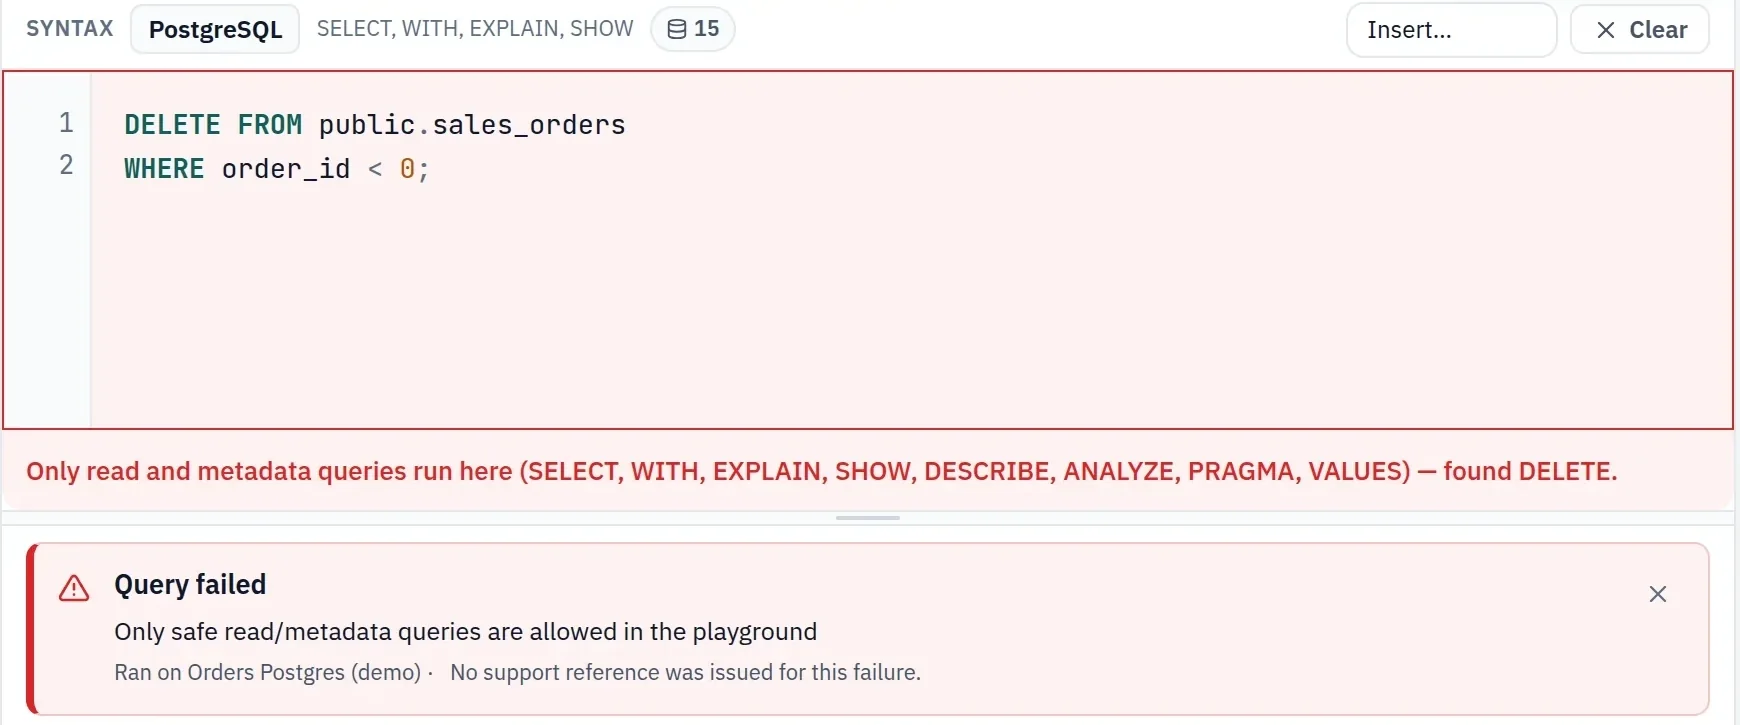 SYNTAX PostgreSQL SELECT, WITH, EXPLAIN, SHOW 15 Insert... Clear
1 DELETE FROM public.sales_orders
2 WHERE order_id < 0;
Only read and metadata queries run here (SELECT, WITH, EXPLAIN, SHOW, DESCRIBE, ANALYZE, PRAGMA, VALUES) — found DELETE.
Query failed
Only safe read/metadata queries are allowed in the playground
Ran on Orders Postgres (demo) · No support reference was issued for this failure.